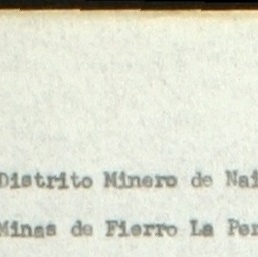 Distrito Minero de Nai
Minas de Fierro La Per